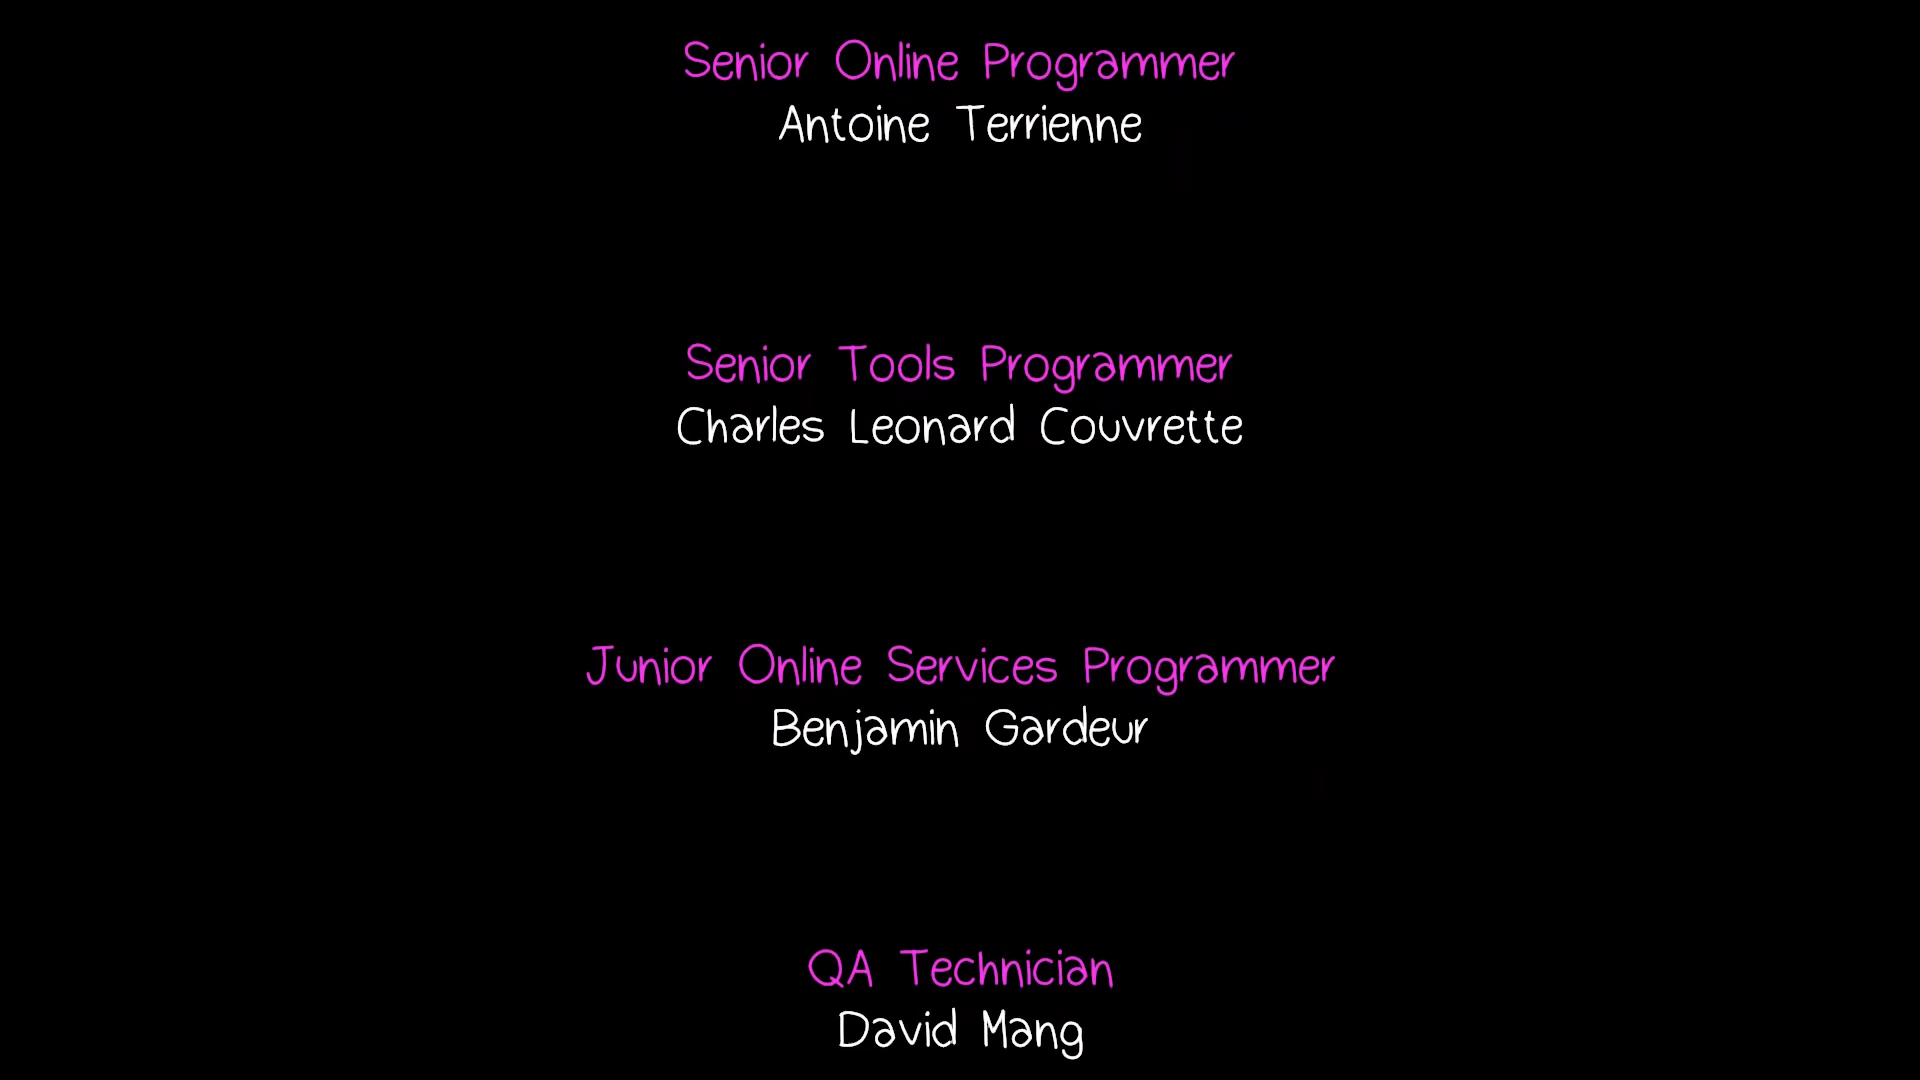 Senior Online Programmer
Antoine Terrienne
Senior Tools Programmer
Charles Leonard Couvrette
Junior Online Services Programmer
Benjamin Gardeur
QA Technician
David Mang